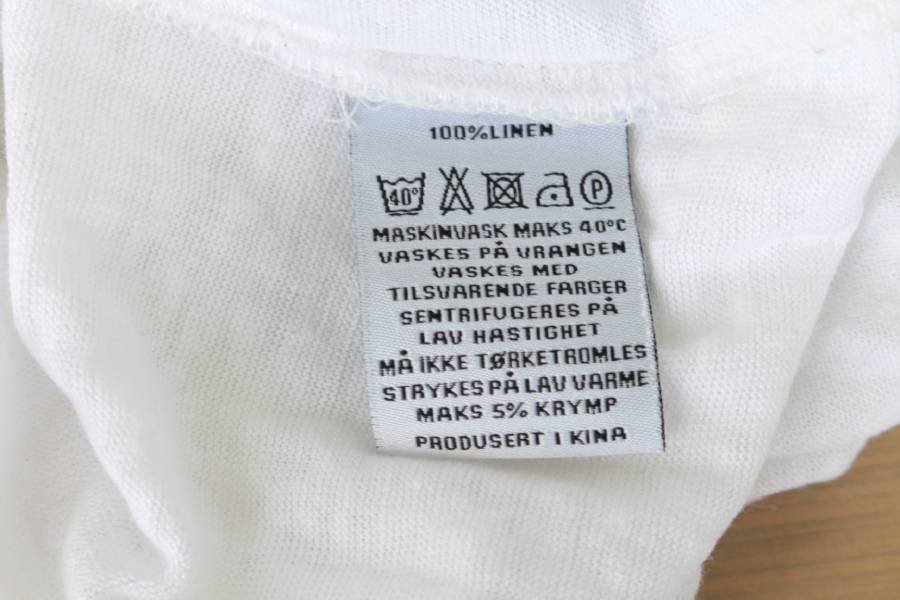 100%LINEN
40° P
MASKINVASK MAKS 40°C
VASKES PÅ VRANGEN
VASKES MED
TILSVARENDE FARGER
SENTRIFUGERES PÅ
LAV HASTIGHET
MÅ IKKE TØRKETROMLES
STRYKES PÅ LAV VARME
MAKS 5% KRYMP
PRODUSERT I KINA